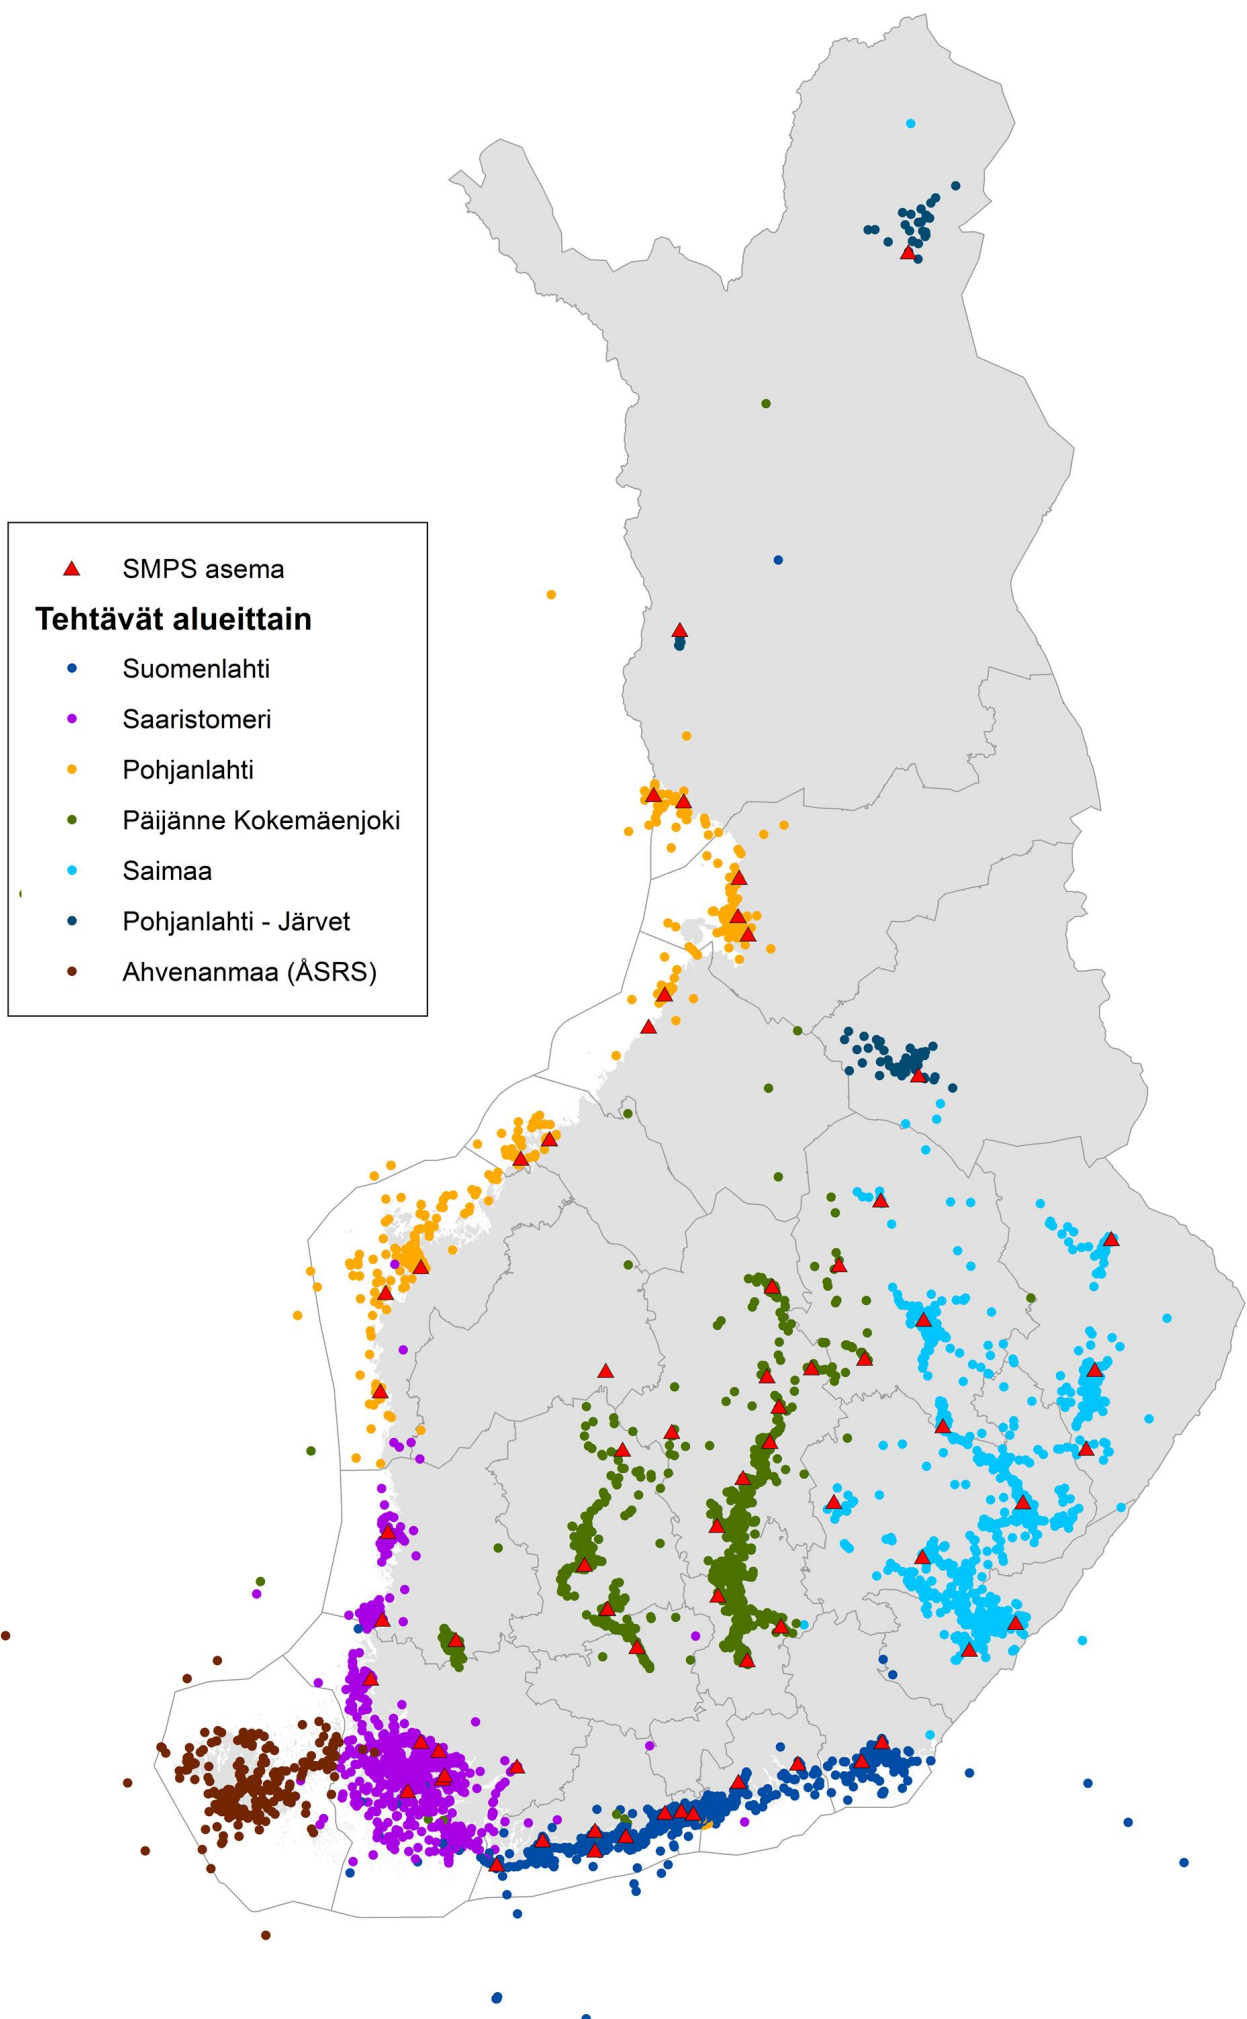 SMPS asema
Tehtävät alueittain
Suomenlahti
Saaristomeri
Pohjanlahti
Päijänne Kokemäenjoki
Saimaa
Pohjanlahti - Järvet
Ahvenanmaa (ÅSRS)